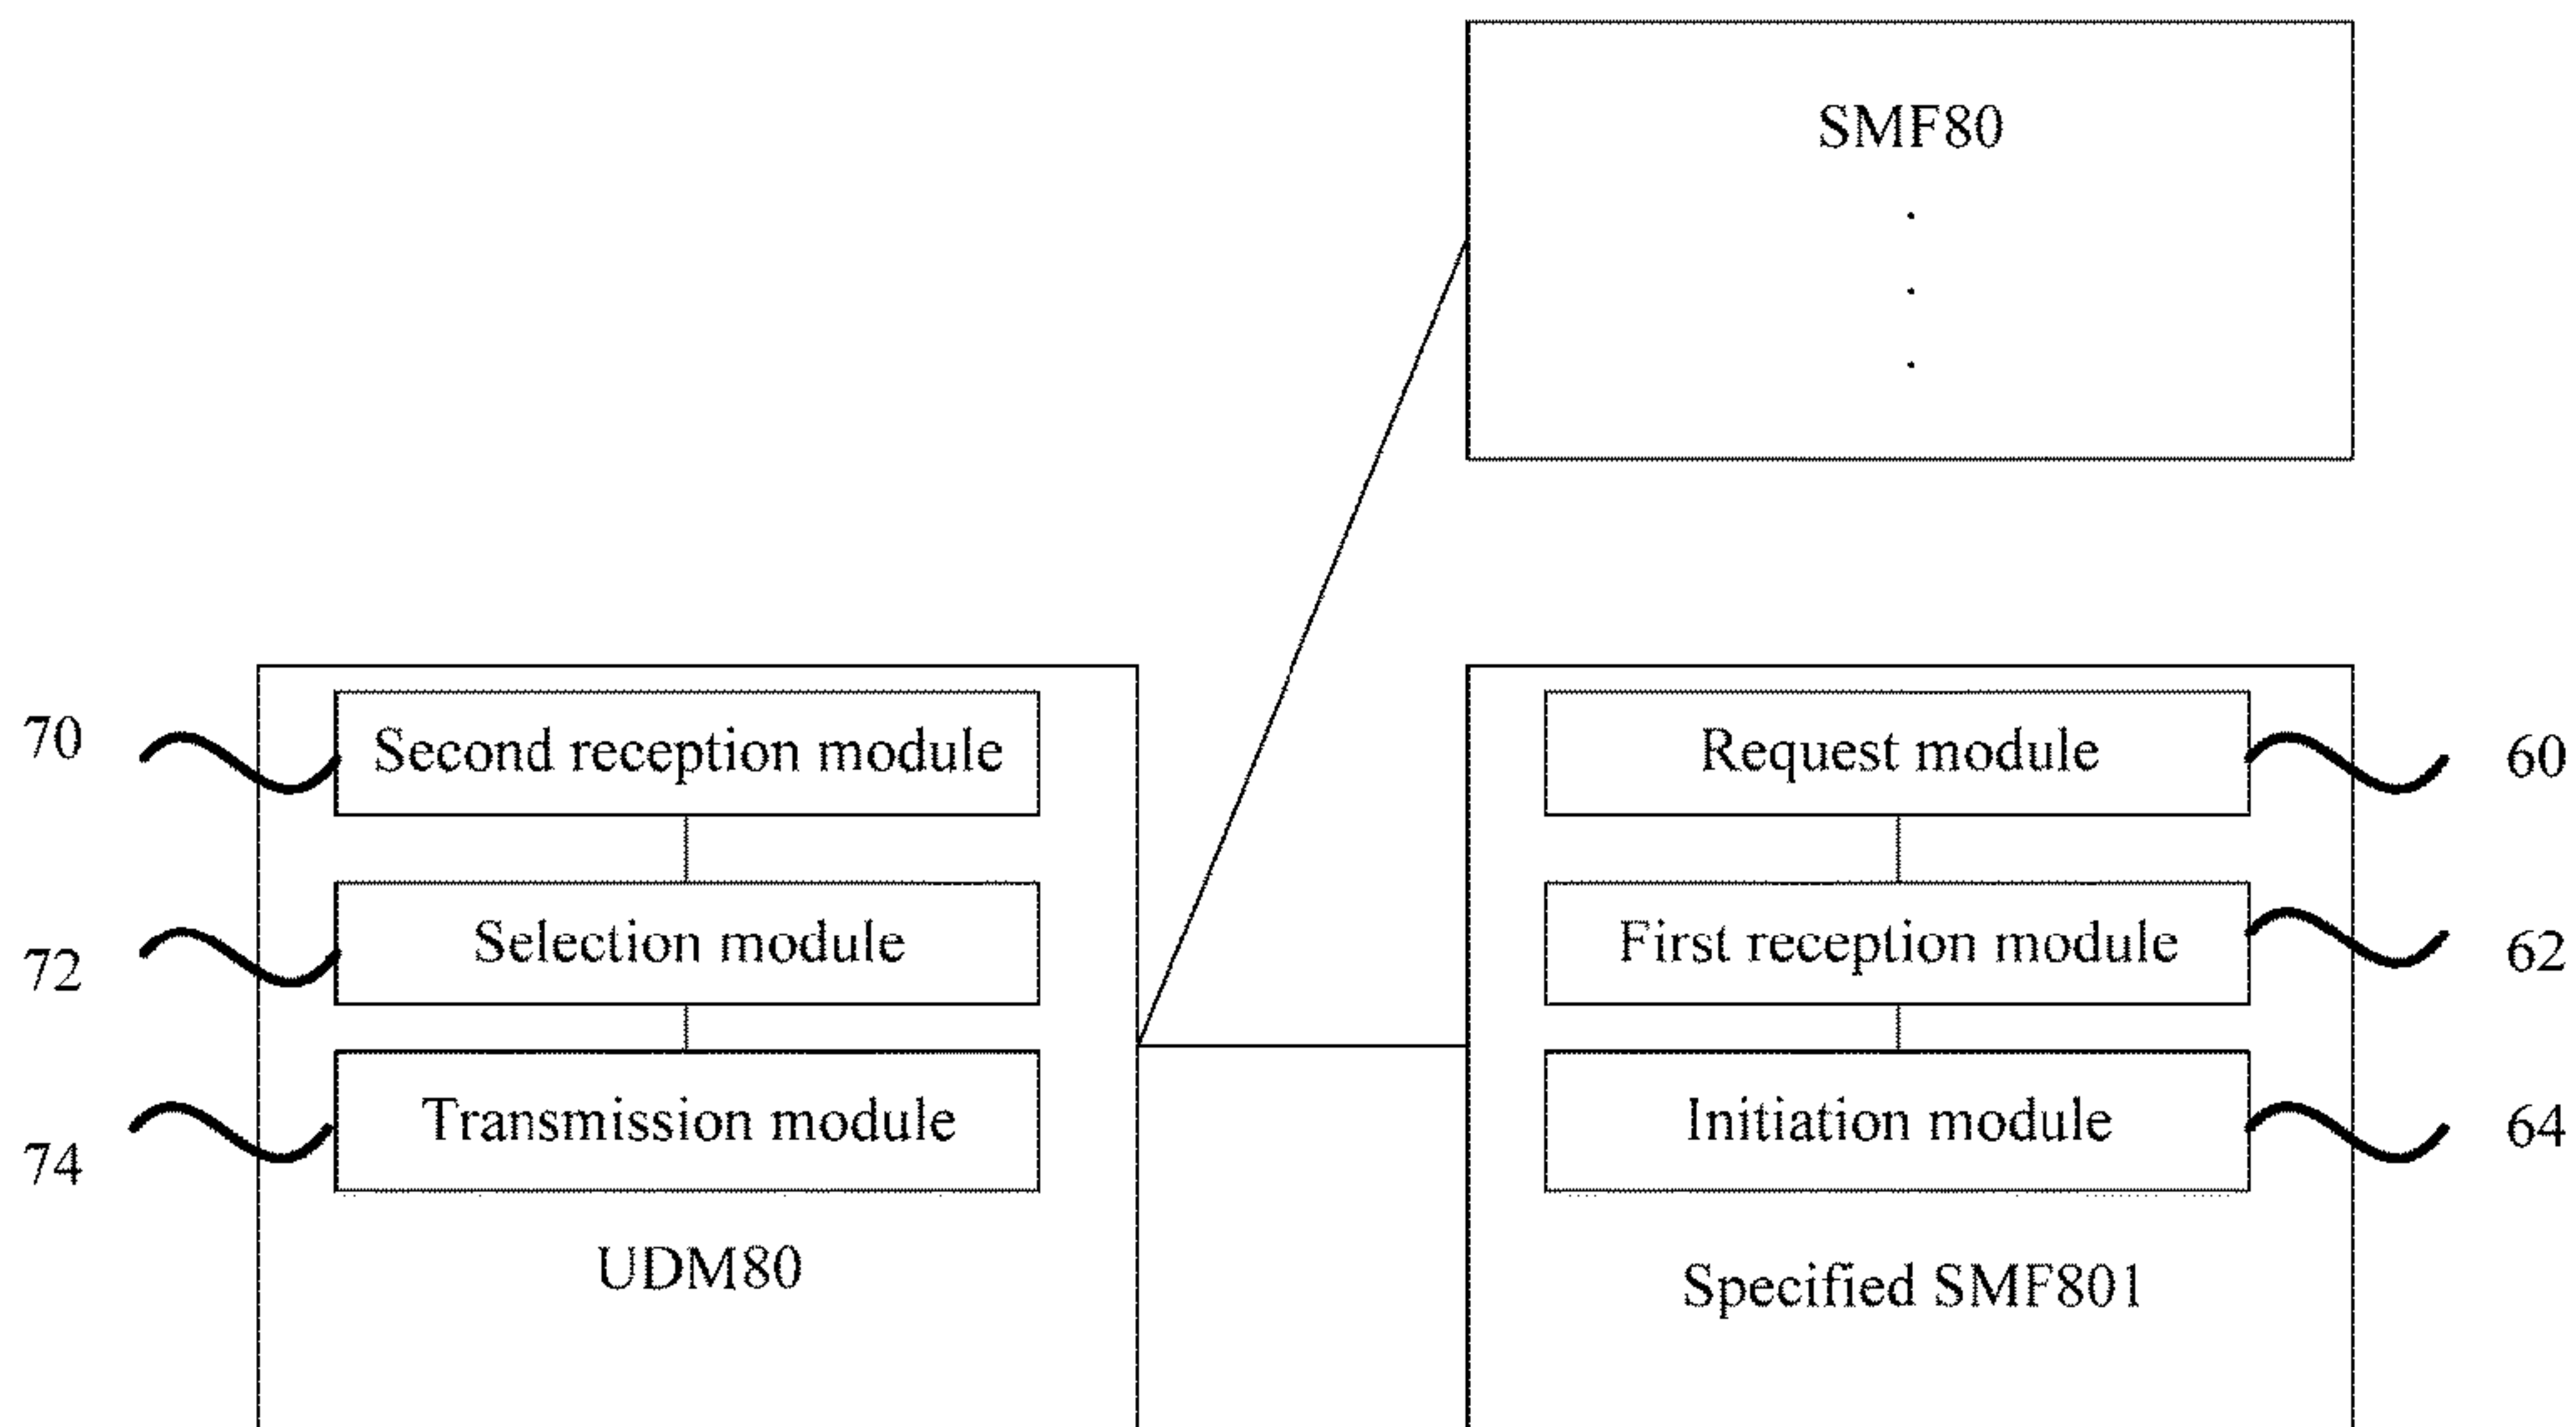 SMF80
.
.
.
70
Second reception module
Request module
60
72
Selection module
First reception module
62
74
Transmission module
Initiation module
64
UDM80
Specified SMF801